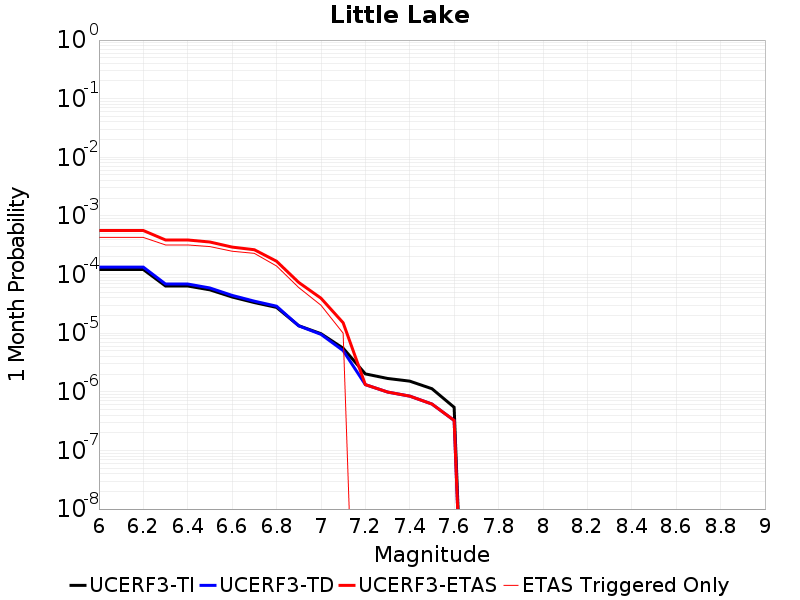 Little Lake
1 Month Probability
10^0
10^-1
10^-2
10^-3
10^-4
10^-5
10^-6
10^-7
10^-8
6 6.2 6.4 6.6 6.8 7 7.2 7.4 7.6 7.8 8 8.2 8.4 8.6 8.8 9
Magnitude
UCERF3-TI UCERF3-TD UCERF3-ETAS ETAS Triggered Only